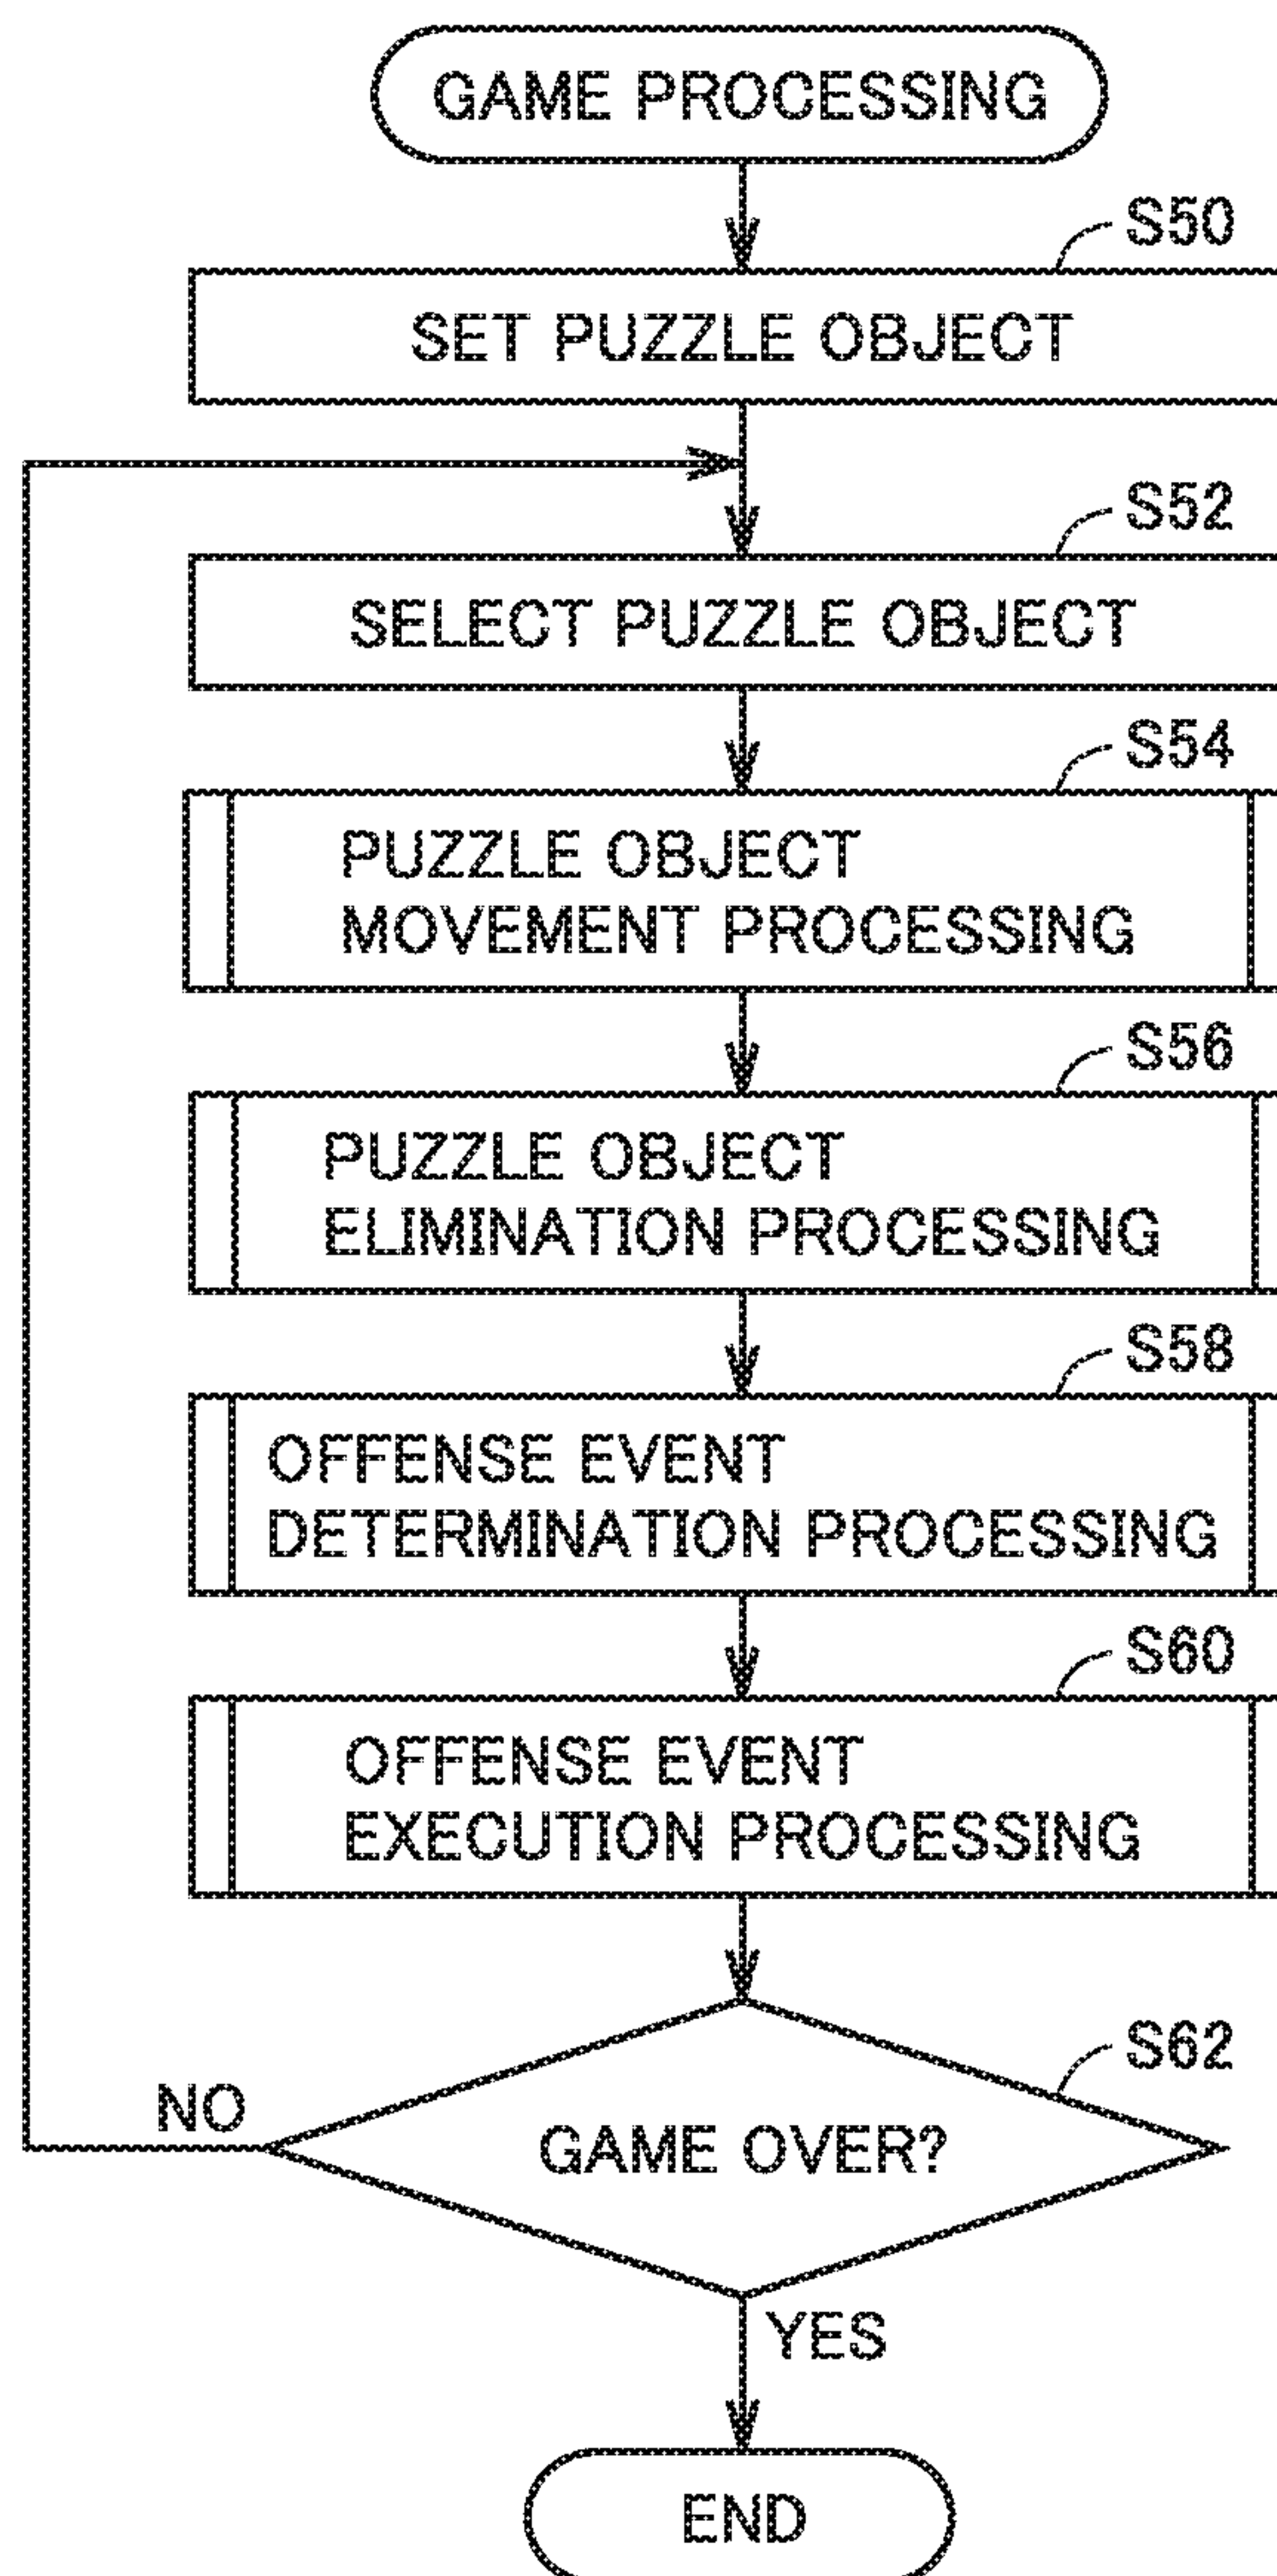 GAME PROCESSING
S50
SET PUZZLE OBJECT
S52
SELECT PUZZLE OBJECT
S54
PUZZLE OBJECT
MOVEMENT PROCESSING
S56
PUZZLE OBJECT
ELIMINATION PROCESSING
S58
OFFENSE EVENT
DETERMINATION PROCESSING
S60
OFFENSE EVENT
EXECUTION PROCESSING
S62
NO
GAME OVER?
YES
END